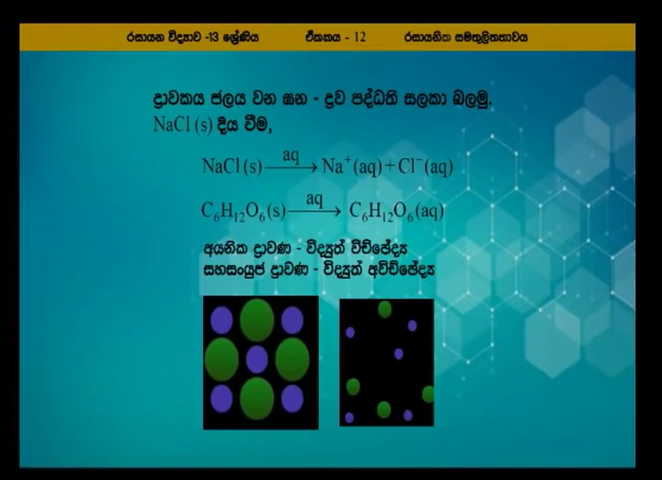 රසායන විද්‍යාව -13 ශ්‍රේණිය ඒකකය - 12 රසායනික සමතුලිතතාවය
ද්‍රාවකය ජලය වන ඝන - ද්‍රව පද්ධති සලකා බලමු.
NaCl (s) දිය වීම,
NaCl (s) —aq→ Na⁺(aq) + Cl⁻(aq)
C₆H₁₂O₆(s) —aq→ C₆H₁₂O₆(aq)
අයනික ද්‍රාවණ - විද්‍යුත් විච්ඡේද්‍ය
සහසංයුජ ද්‍රාවණ - විද්‍යුත් අවිච්ඡේද්‍ය